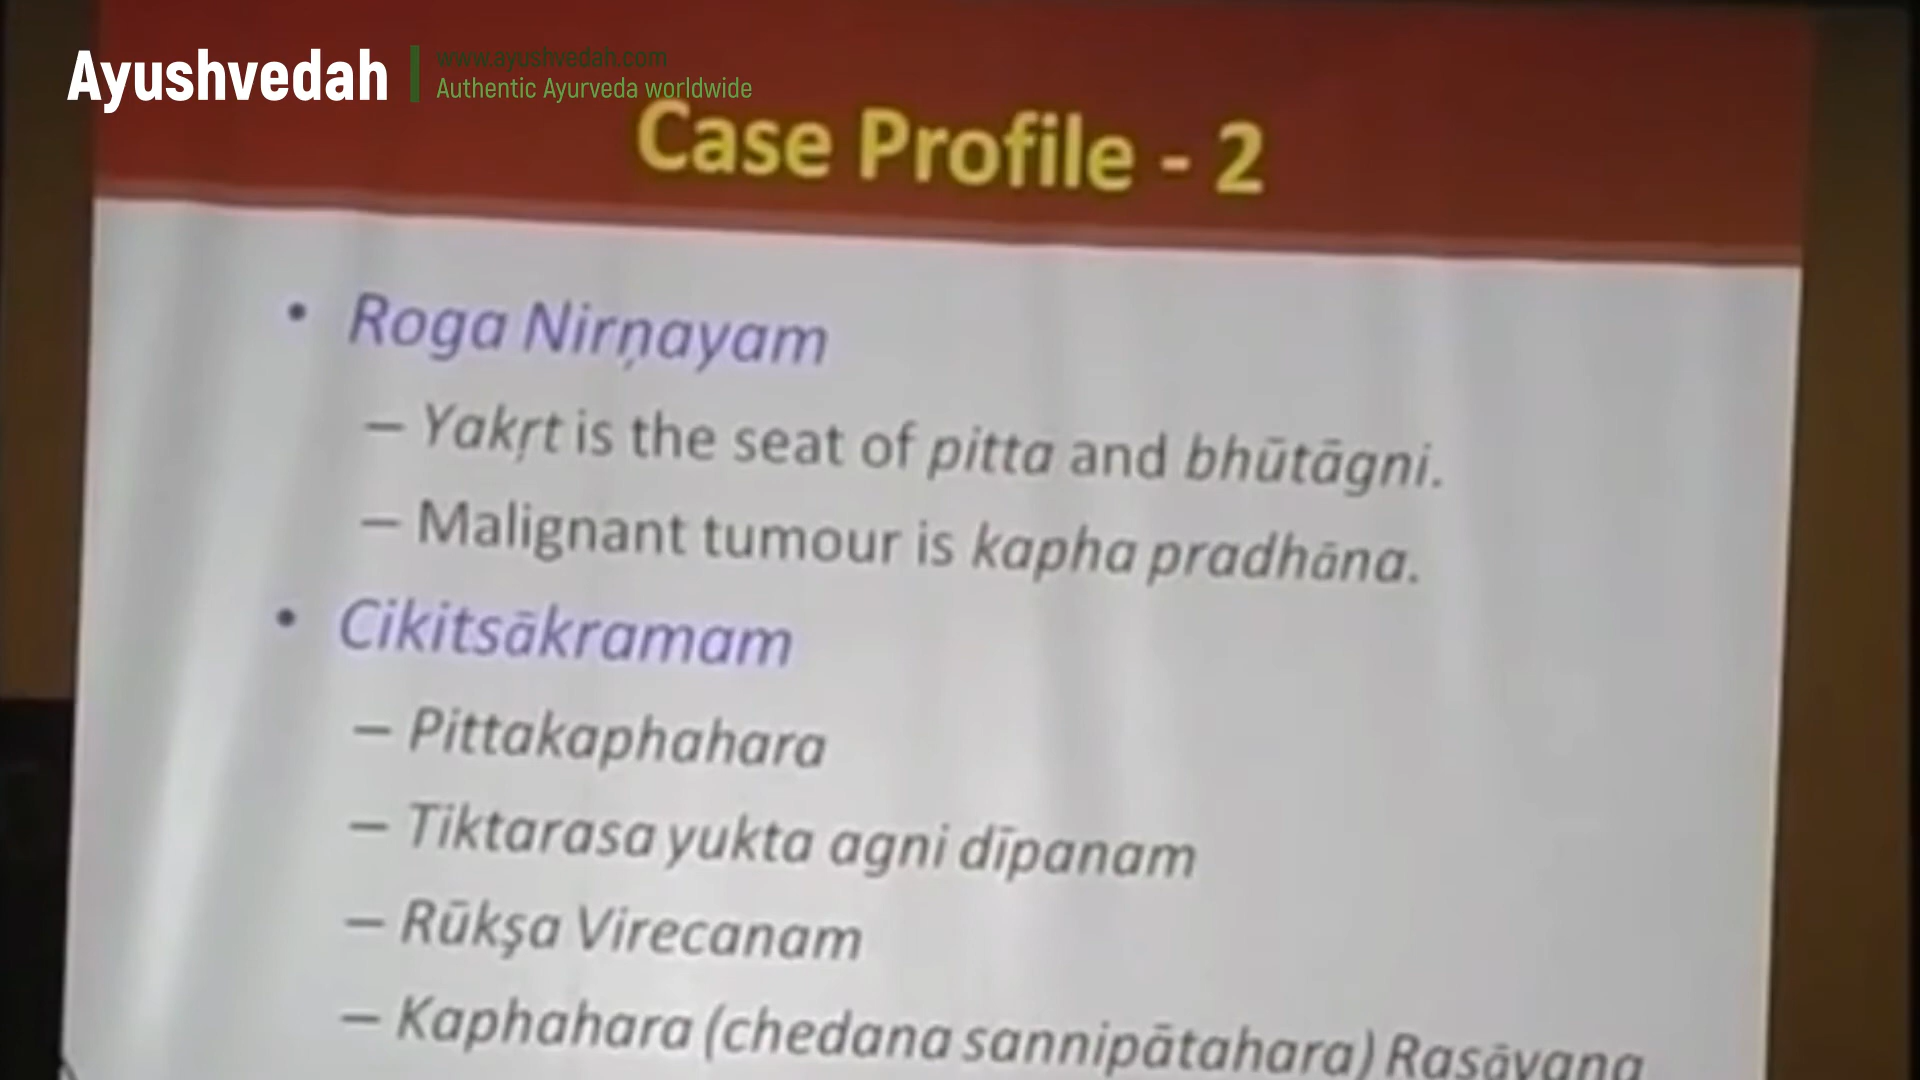 Ayushvedah
www.ayushvedah.com
Authentic Ayurveda worldwide
Case Profile - 2
• Roga Nirṇayam
– Yakṛt is the seat of pitta and bhūtāgni.
– Malignant tumour is kapha pradhāna.
• Cikitsākramam
– Pittakaphahara
– Tiktarasa yukta agni dīpanam
– Rūkṣa Virecanam
– Kaphahara (chedana sannipātahara) Rasāyana